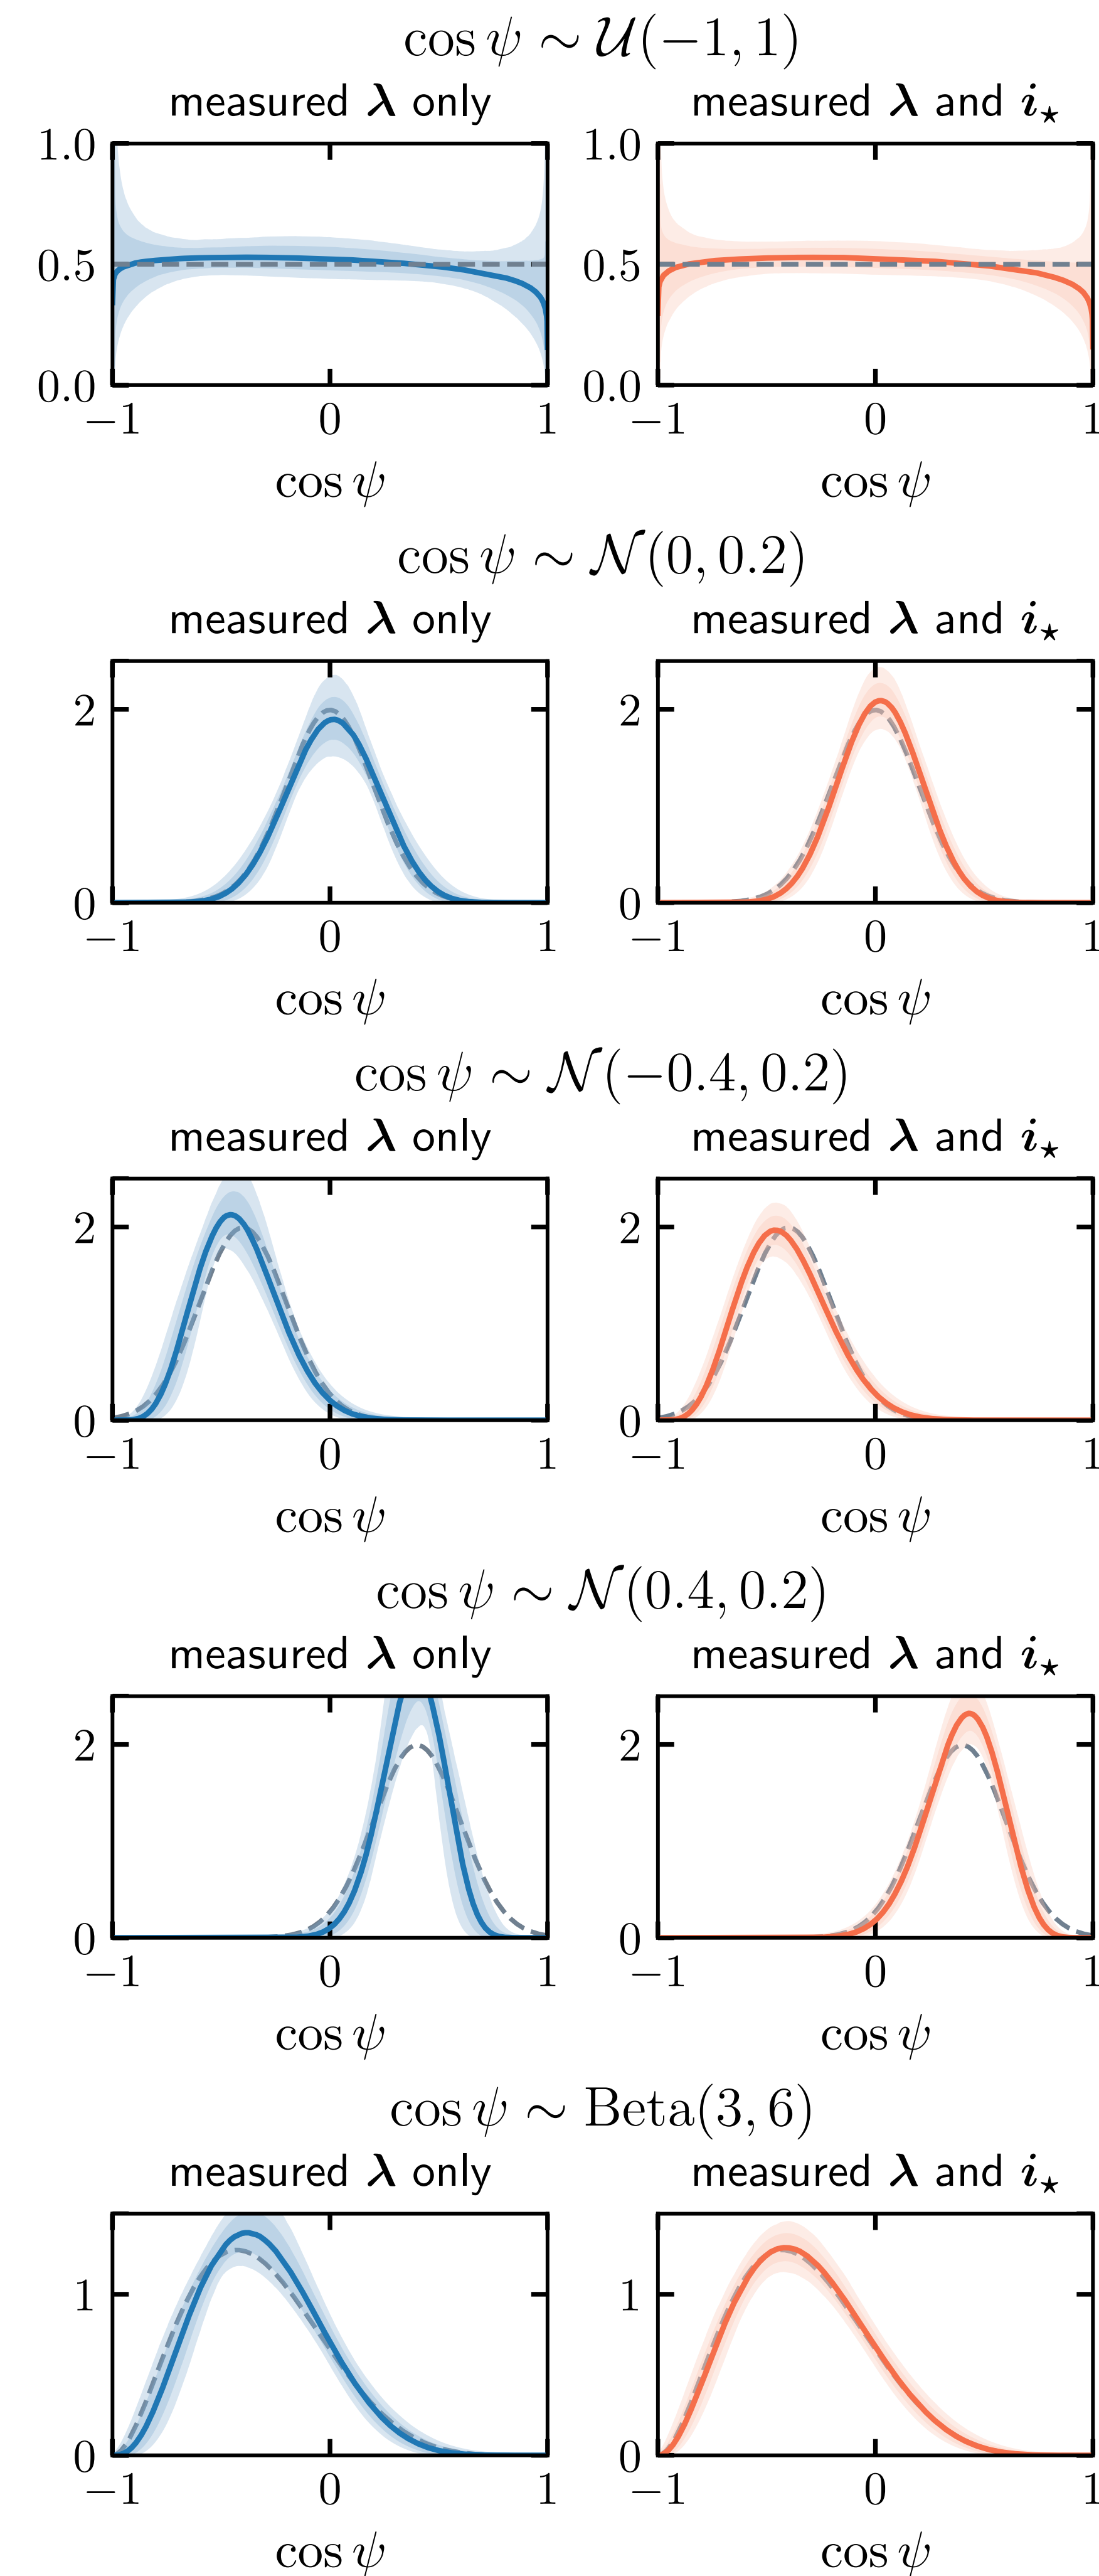 cos ψ ∼ 𝒰(−1, 1)
measured λ only measured λ and i⋆
1.0 1.0
0.5 0.5
0.0 0.0
−1 0 1 −1 0 1
cos ψ cos ψ
cos ψ ∼ 𝒩(0, 0.2)
measured λ only measured λ and i⋆
2 2
0 0
−1 0 1 −1 0 1
cos ψ cos ψ
cos ψ ∼ 𝒩(−0.4, 0.2)
measured λ only measured λ and i⋆
2 2
0 0
−1 0 1 −1 0 1
cos ψ cos ψ
cos ψ ∼ 𝒩(0.4, 0.2)
measured λ only measured λ and i⋆
2 2
0 0
−1 0 1 −1 0 1
cos ψ cos ψ
cos ψ ∼ Beta(3, 6)
measured λ only measured λ and i⋆
1 1
0 0
−1 0 1 −1 0 1
cos ψ cos ψ